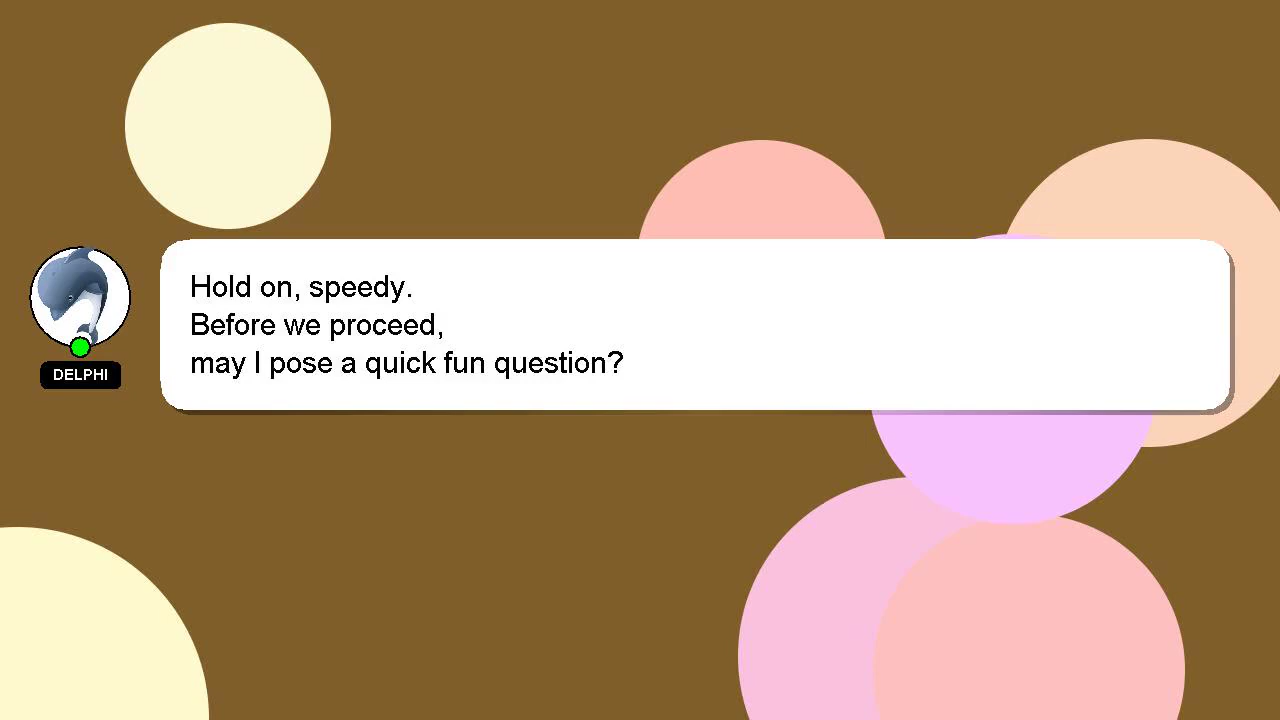 Hold on, speedy.
Before we proceed,
may I pose a quick fun question?
DELPHI